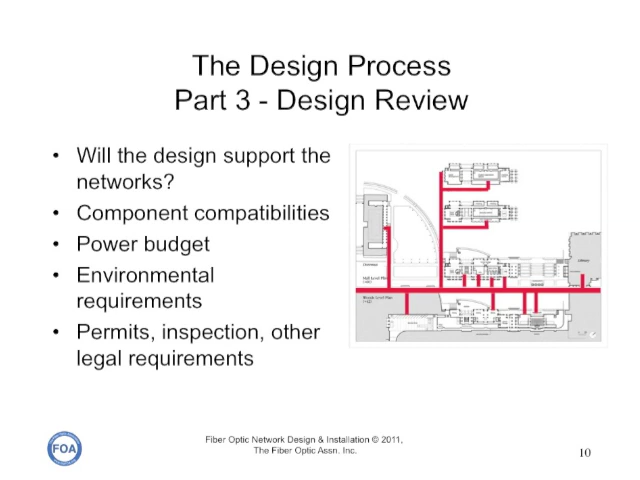 The Design Process
Part 3 - Design Review
• Will the design support the
networks?
• Component compatibilities
• Power budget
• Environmental
requirements
• Permits, inspection, other
legal requirements
FOA
Fiber Optic Network Design & Installation © 2011,
The Fiber Optic Assn. Inc.
10